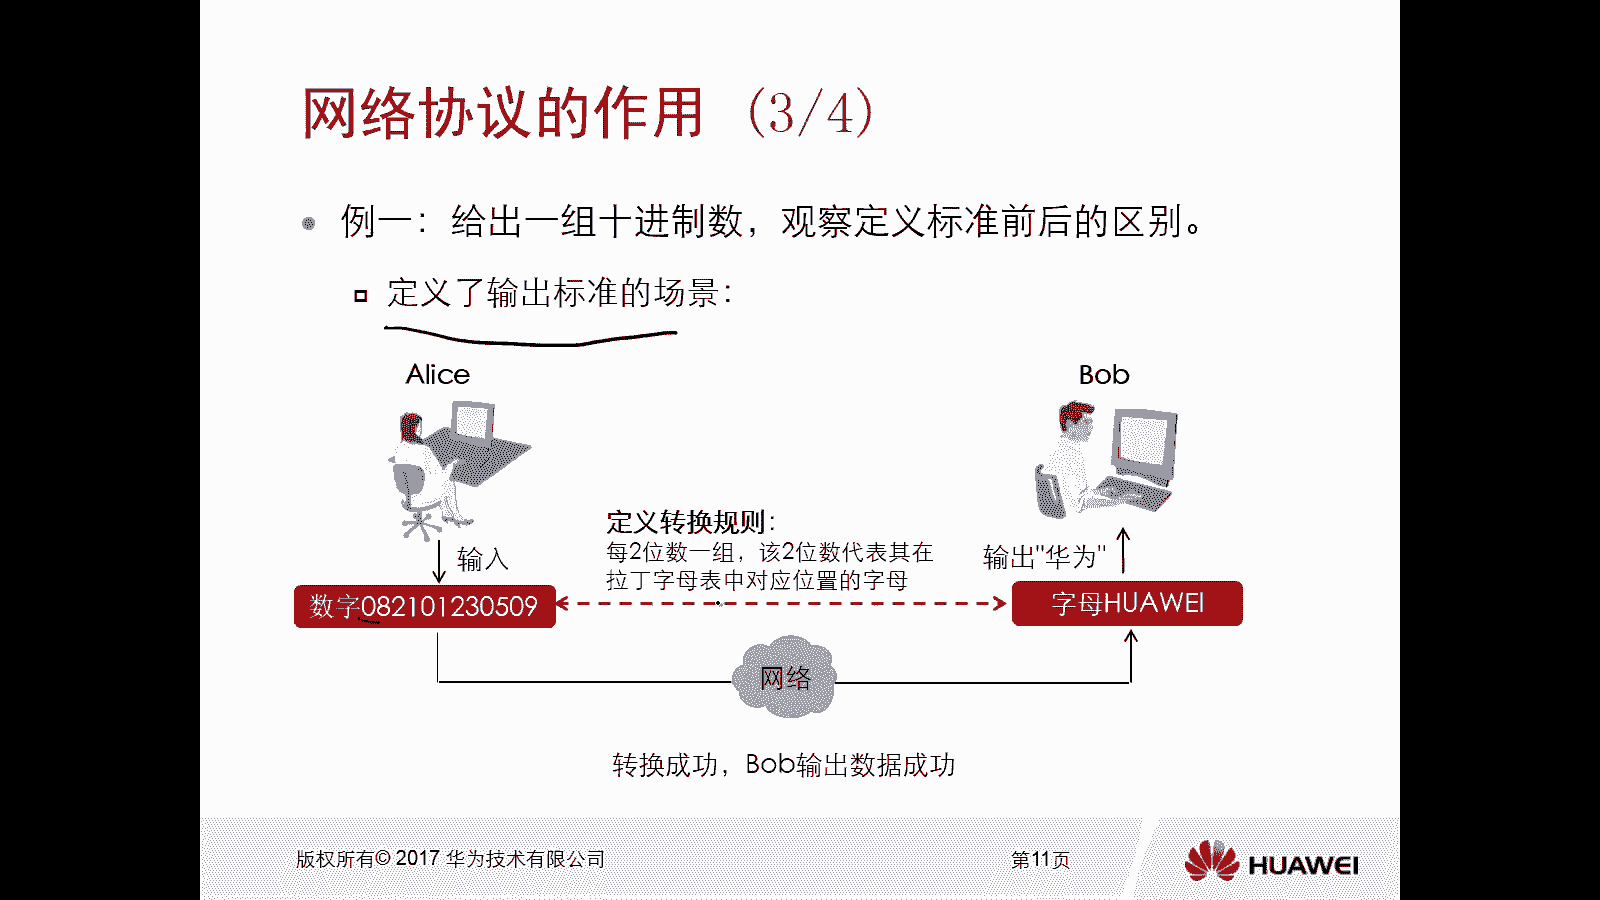 网络协议的作用 (3/4)
例一：给出一组十进制数，观察定义标准前后的区别。
定义了输出标准的场景：
Alice
Bob
定义转换规则：
每2位数一组，该2位数代表其在
拉丁字母表中对应位置的字母
输入
输出"华为"
数字082101230509
字母HUAWEI
网络
转换成功，Bob输出数据成功
版权所有© 2017 华为技术有限公司
第11页
HUAWEI